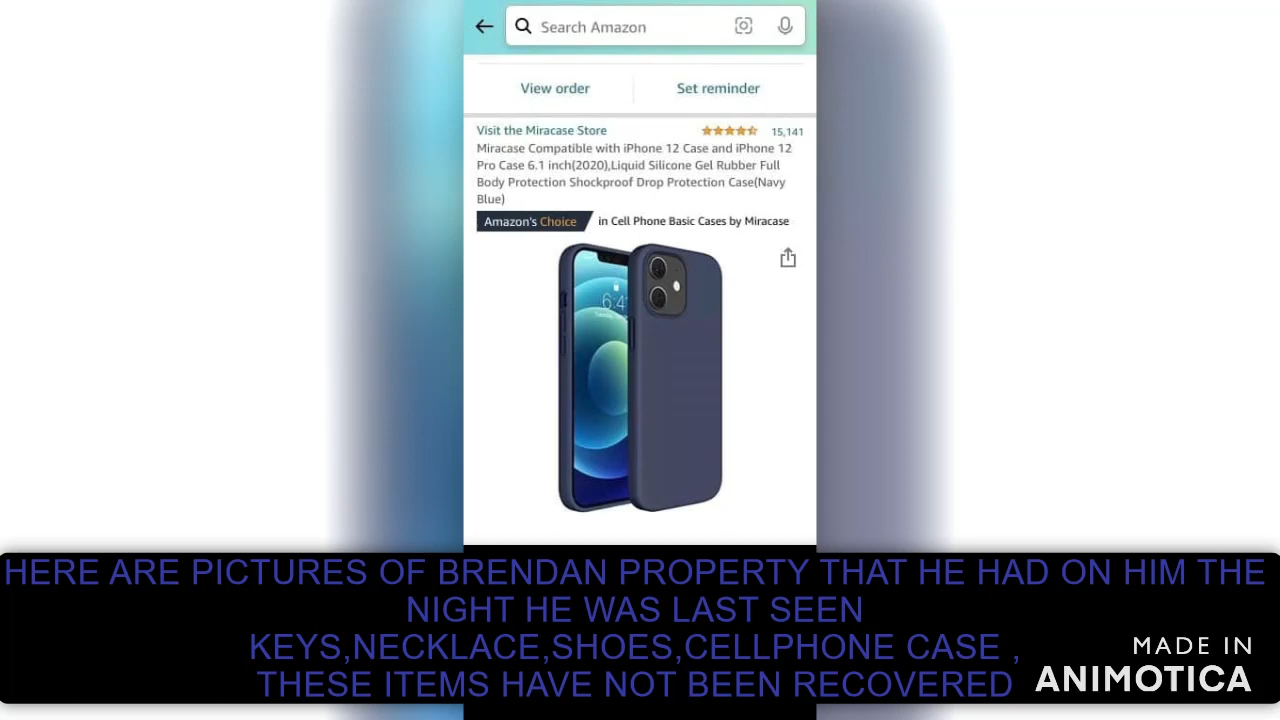 Search Amazon
View order
Set reminder
Visit the Miracase Store
15,141
Miracase Compatible with iPhone 12 Case and iPhone 12
Pro Case 6.1 inch(2020),Liquid Silicone Gel Rubber Full
Body Protection Shockproof Drop Protection Case(Navy
Blue)
Amazon's Choice in Cell Phone Basic Cases by Miracase
HERE ARE PICTURES OF BRENDAN PROPERTY THAT HE HAD ON HIM THE
NIGHT HE WAS LAST SEEN
KEYS,NECKLACE,SHOES,CELLPHONE CASE ,
THESE ITEMS HAVE NOT BEEN RECOVERED
MADE IN
ANIMOTICA